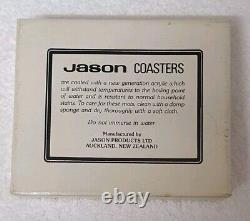 Jason COASTERS
are coated with a new generation acrylic which
will withstand temperatures to the boiling point
of water and is resistant to normal household
stains. To care for these mats, clean with a damp
sponge and dry thoroughly with a soft cloth.
Do not immerse in water
Manufactured by
JASON PRODUCTS LTD
AUCKLAND, NEW ZEALAND